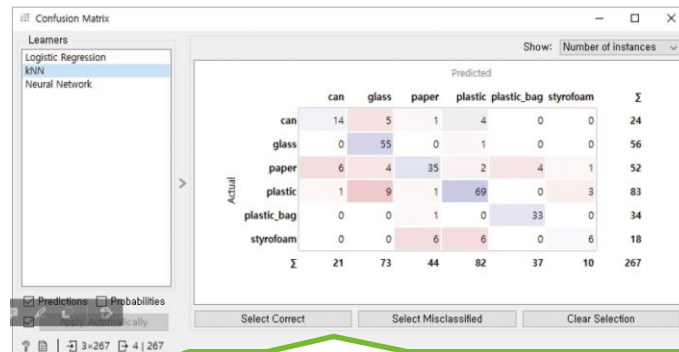 Confusion Matrix
Learners
Logistic Regression
kNN
Neural Network
Show: Number of instances
Predicted
can glass paper plastic plastic_bag styrofoam Σ
can 14 5 1 4 0 0 24
glass 0 55 0 1 0 0 56
paper 6 4 35 2 4 1 52
Actual
plastic 1 9 1 69 0 3 83
plastic_bag 0 0 1 0 33 0 34
styrofoam 0 0 6 6 0 6 18
Σ 21 73 44 82 37 10 267
Predictions Probabilities
Apply Automatically
Select Correct Select Misclassified Clear Selection
3×267 4 | 267